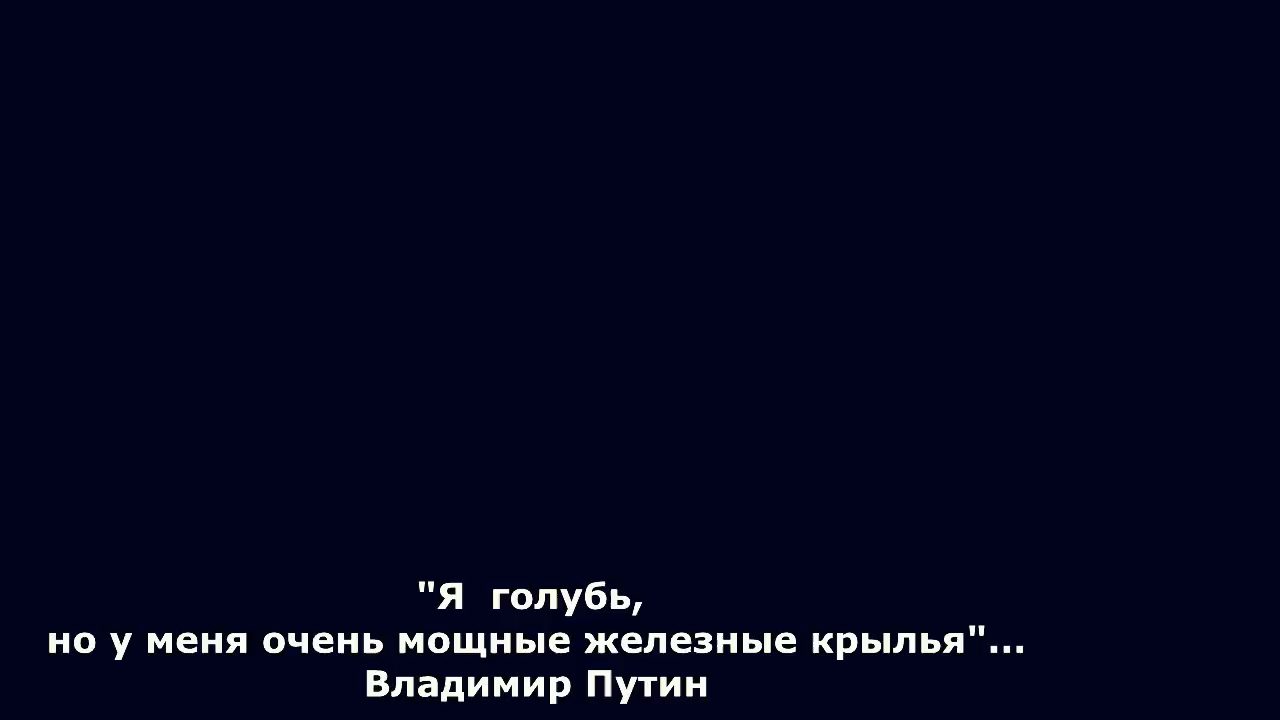 "Я  голубь,
но у меня очень мощные железные крылья"...
Владимир Путин